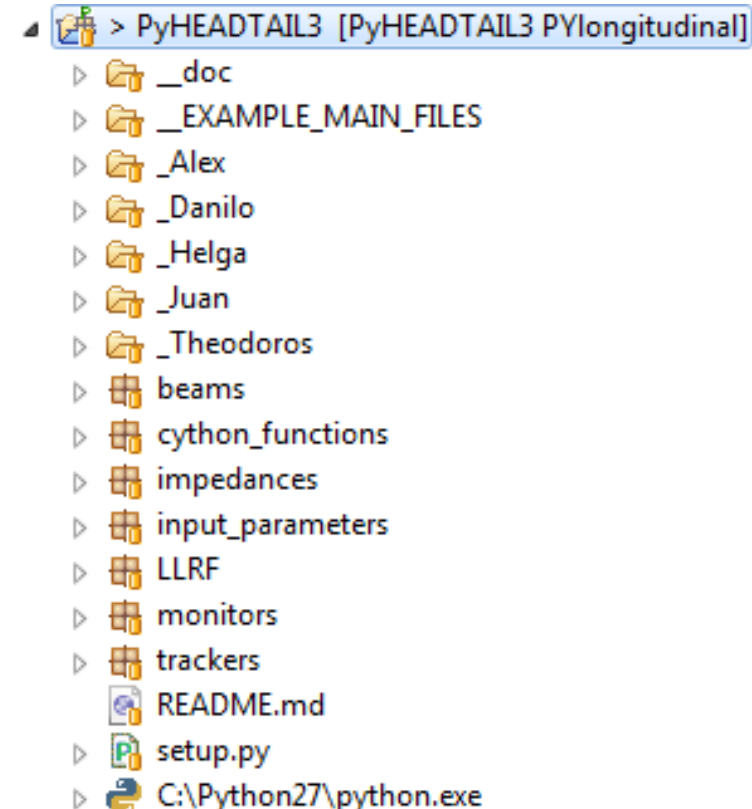 > PyHEADTAIL3 [PyHEADTAIL3 PYlongitudinal]
__doc
__EXAMPLE_MAIN_FILES
_Alex
_Danilo
_Helga
_Juan
_Theodoros
beams
cython_functions
impedances
input_parameters
LLRF
monitors
trackers
README.md
setup.py
C:\Python27\python.exe